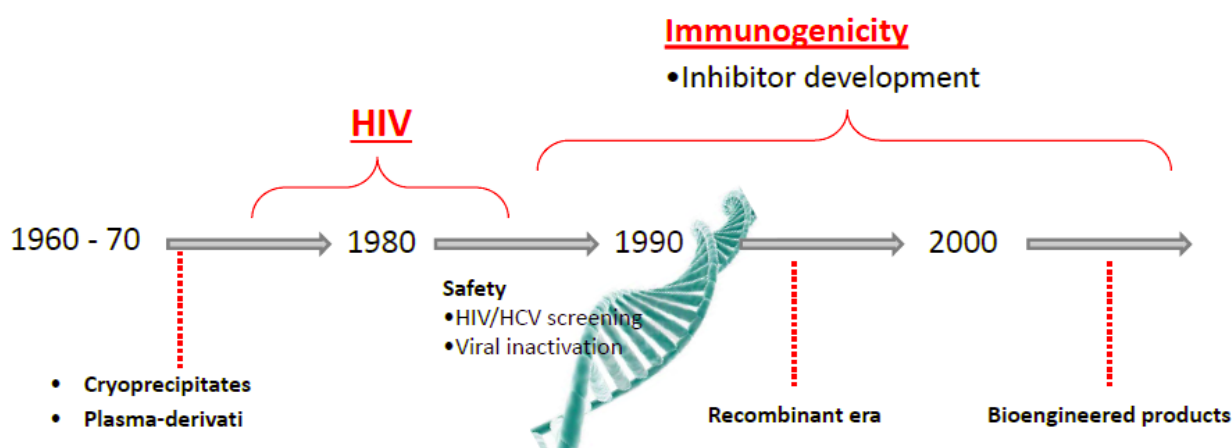 Immunogenicity
•Inhibitor development
HIV
1960 - 70
1980
1990
2000
Safety
•HIV/HCV screening
•Viral inactivation
• Cryoprecipitates
• Plasma-derivati
Recombinant era
Bioengineered products